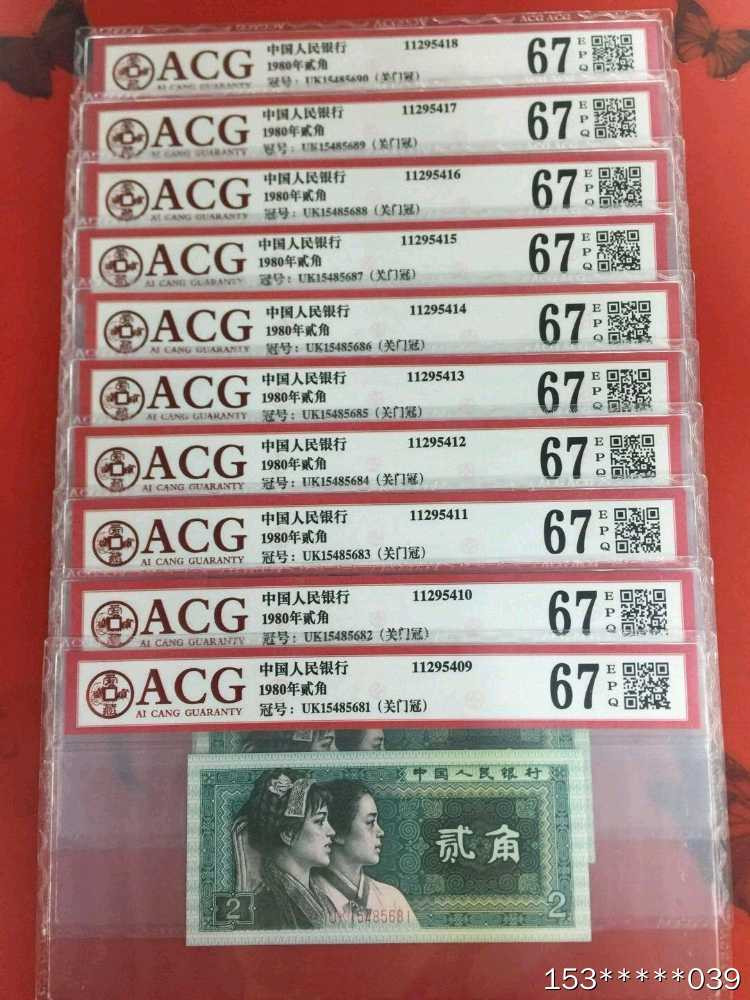 ACG ACG
ACG
AI CANG GUARANTY
中国人民银行
1980年贰角
冠号：UK15485690（关门冠）
11295418
67
EPQ
ACG
AI CANG GUARANTY
中国人民银行
1980年贰角
冠号：UK15485689（关门冠）
11295417
67
EPQ
ACG
AI CANG GUARANTY
中国人民银行
1980年贰角
冠号：UK15485688（关门冠）
11295416
67
EPQ
ACG
AI CANG GUARANTY
中国人民银行
1980年贰角
冠号：UK15485687（关门冠）
11295415
67
EPQ
ACG
AI CANG GUARANTY
中国人民银行
1980年贰角
冠号：UK15485686（关门冠）
11295414
67
EPQ
ACG
AI CANG GUARANTY
中国人民银行
1980年贰角
冠号：UK15485685（关门冠）
11295413
67
EPQ
ACG
AI CANG GUARANTY
中国人民银行
1980年贰角
冠号：UK15485684（关门冠）
11295412
67
EPQ
ACG
AI CANG GUARANTY
中国人民银行
1980年贰角
冠号：UK15485683（关门冠）
11295411
67
EPQ
ACG
AI CANG GUARANTY
中国人民银行
1980年贰角
冠号：UK15485682（关门冠）
11295410
67
EPQ
ACG
AI CANG GUARANTY
中国人民银行
1980年贰角
冠号：UK15485681（关门冠）
11295409
67
EPQ
中国人民银行
贰角
UK15485681
2
2
153*****039